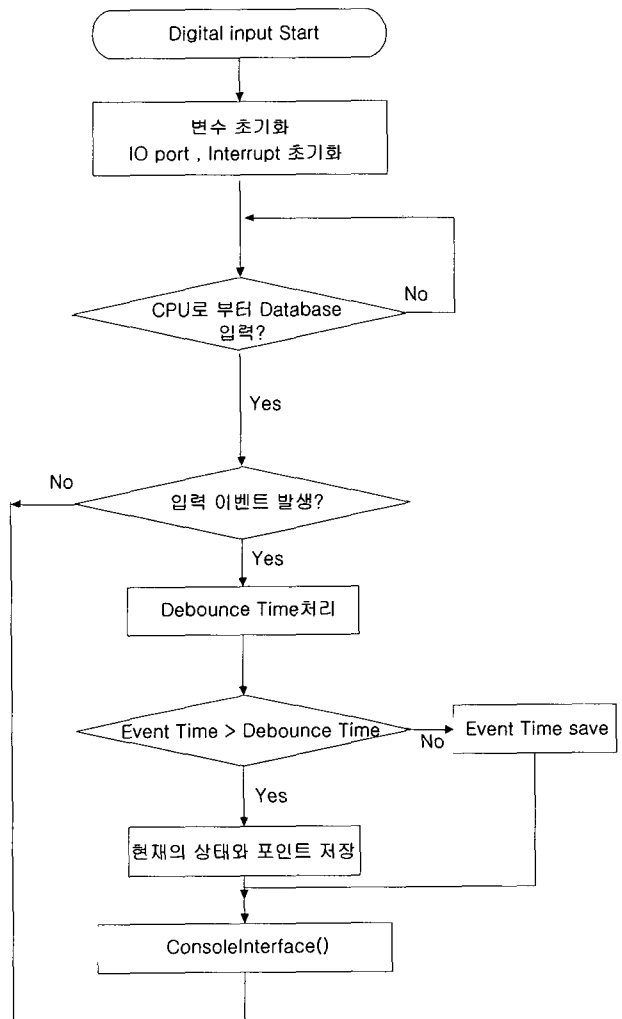 Digital input Start
변수 초기화
IO port , Interrupt 초기화
No
CPU로 부터 Database
입력?
Yes
No
입력 이벤트 발생?
Yes
Debounce Time처리
Event Time > Debounce Time
No
Event Time save
Yes
현재의 상태와 포인트 저장
ConsoleInterface()